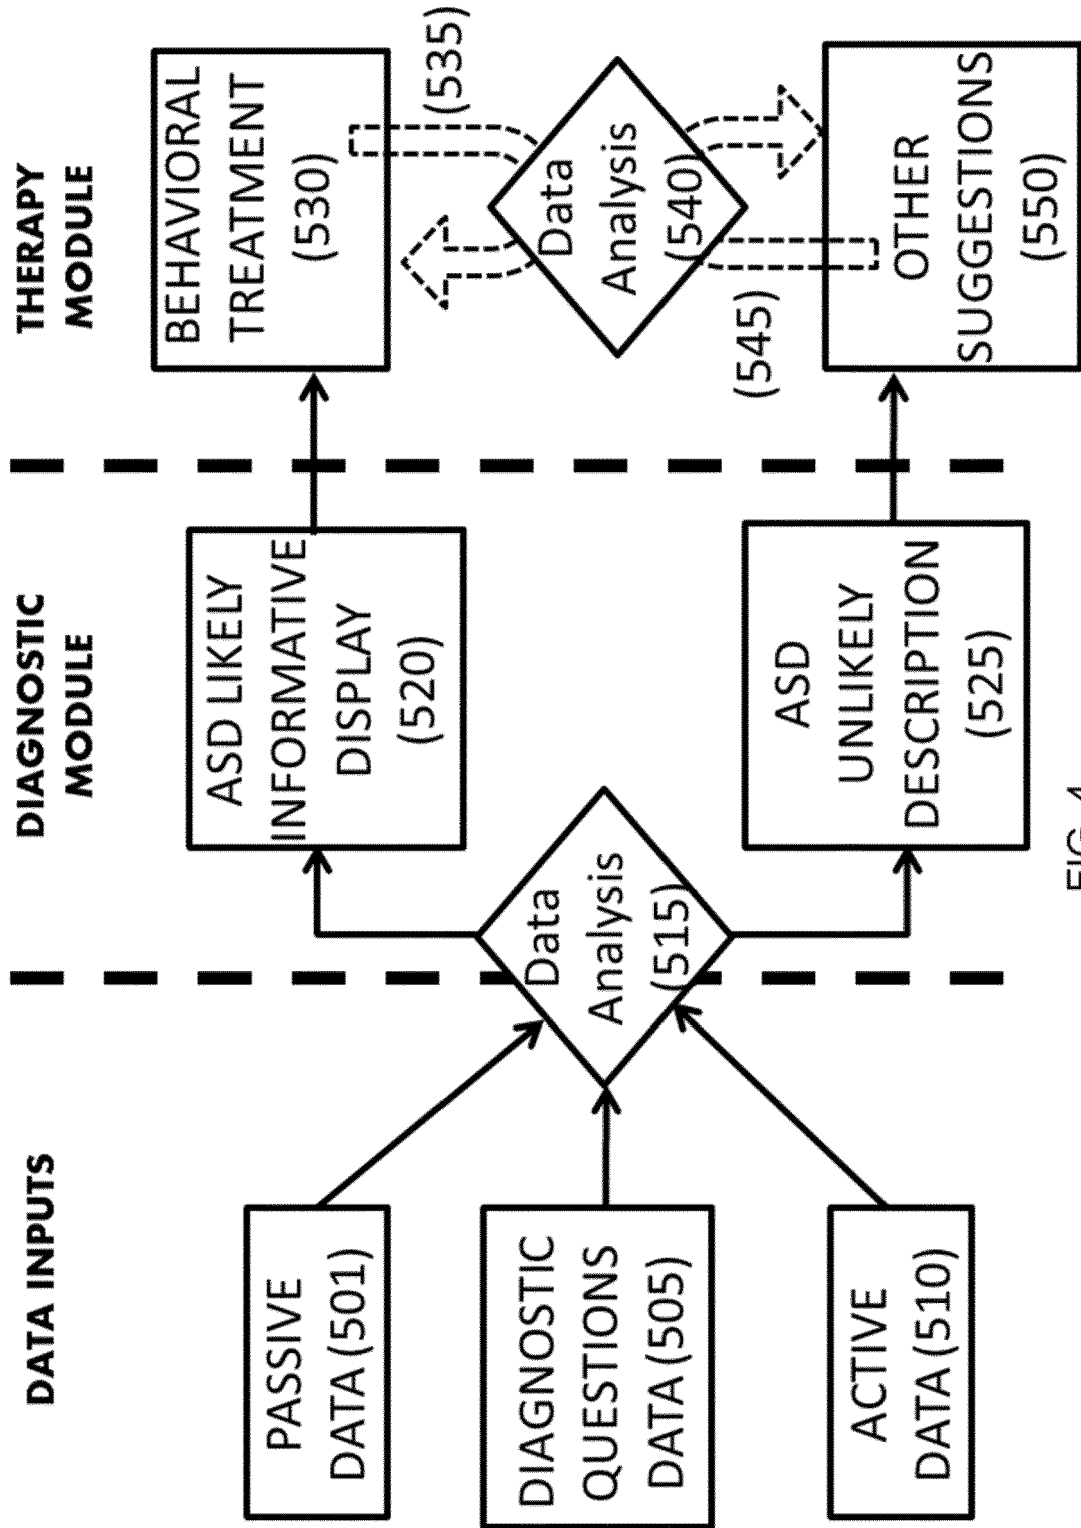 DATA INPUTS
PASSIVE
DATA (501)
DIAGNOSTIC
QUESTIONS
DATA (505)
ACTIVE
DATA (510)
DIAGNOSTIC
MODULE
Data
Analysis
(515)
ASD LIKELY
INFORMATIVE
DISPLAY
(520)
ASD
UNLIKELY
DESCRIPTION
(525)
THERAPY
MODULE
BEHAVIORAL
TREATMENT
(530)
(535)
Data
Analysis
(540)
(545)
OTHER
SUGGESTIONS
(550)
FIG. 4